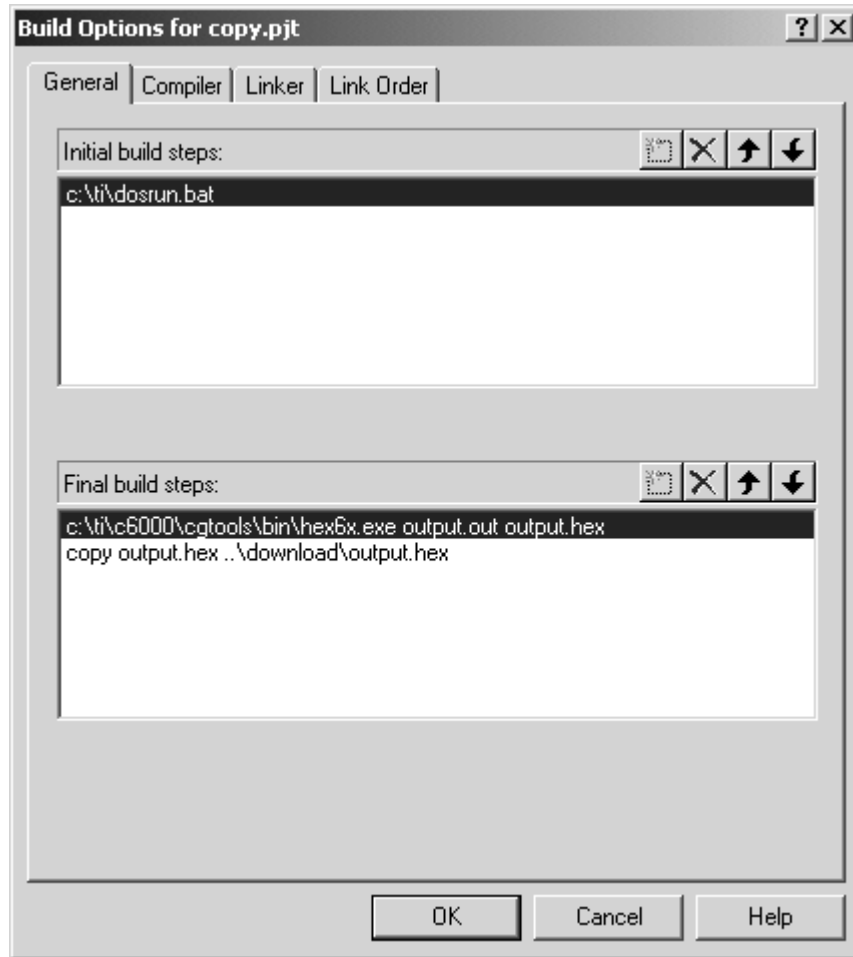 Build Options for copy.pjt
General Compiler Linker Link Order
Initial build steps:
c:\ti\dosrun.bat
Final build steps:
c:\ti\c6000\cgtools\bin\hex6x.exe output.out output.hex
copy output.hex ..\download\output.hex
OK Cancel Help